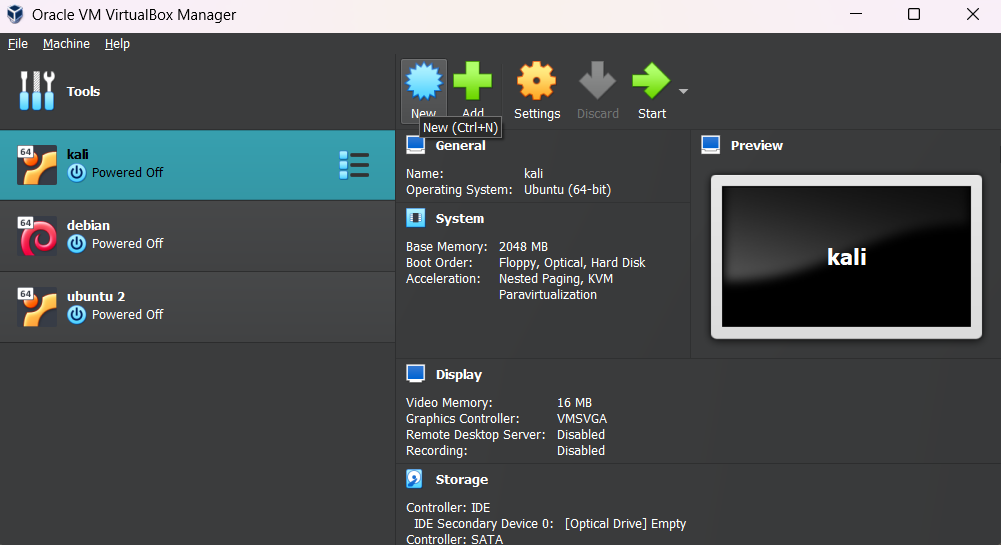 Oracle VM VirtualBox Manager
File Machine Help
Tools
New Add Settings Discard Start
New (Ctrl+N)
64
kali
Powered Off
64
debian
Powered Off
64
ubuntu 2
Powered Off
General
Name: kali
Operating System: Ubuntu (64-bit)
System
Base Memory: 2048 MB
Boot Order: Floppy, Optical, Hard Disk
Acceleration: Nested Paging, KVM
Paravirtualization
Preview
kali
Display
Video Memory: 16 MB
Graphics Controller: VMSVGA
Remote Desktop Server: Disabled
Recording: Disabled
Storage
Controller: IDE
IDE Secondary Device 0: [Optical Drive] Empty
Controller: SATA